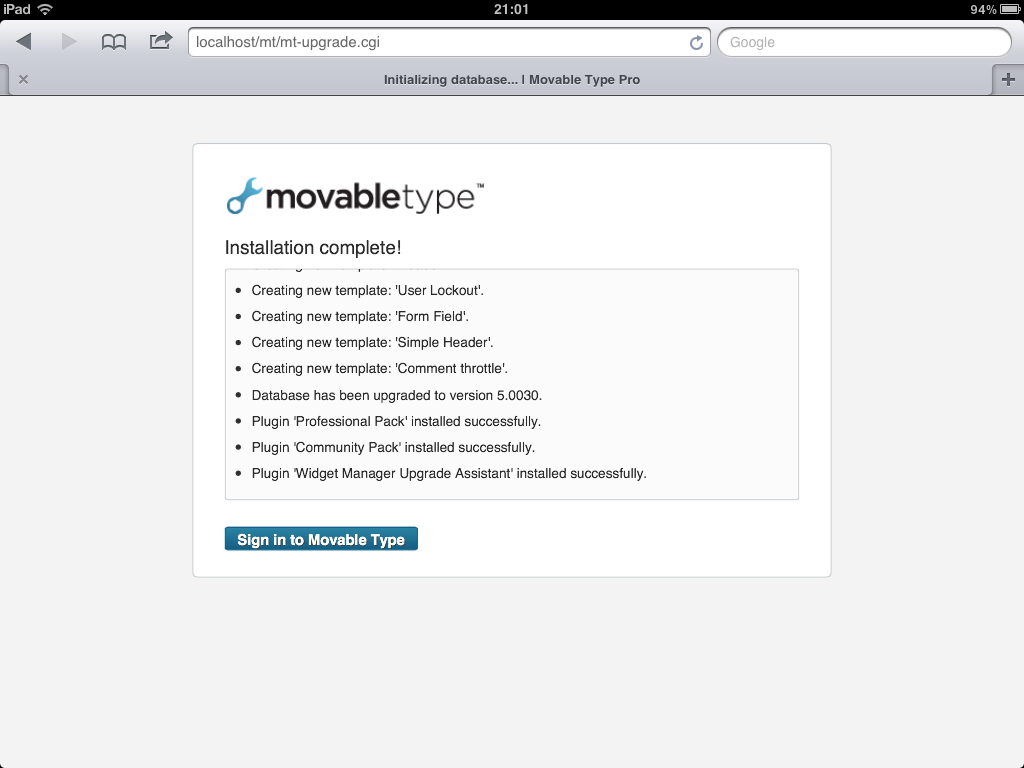 iPad 21:01 94%
localhost/mt/mt-upgrade.cgi Google
Initializing database... | Movable Type Pro
movabletype™
Installation complete!
Creating new template: 'User Lockout'.
Creating new template: 'Form Field'.
Creating new template: 'Simple Header'.
Creating new template: 'Comment throttle'.
Database has been upgraded to version 5.0030.
Plugin 'Professional Pack' installed successfully.
Plugin 'Community Pack' installed successfully.
Plugin 'Widget Manager Upgrade Assistant' installed successfully.
Sign in to Movable Type